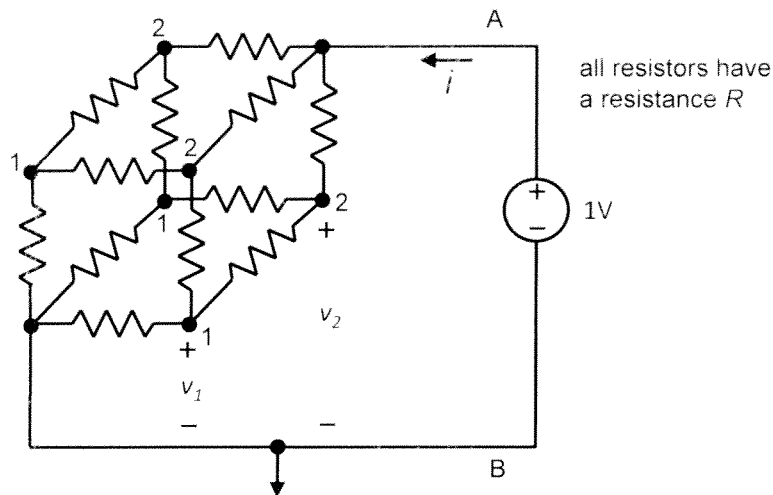 2
A
i
all resistors have
a resistance R
1
2
+
−
1V
1
2
+
v2
1
+
v1
−
−
B